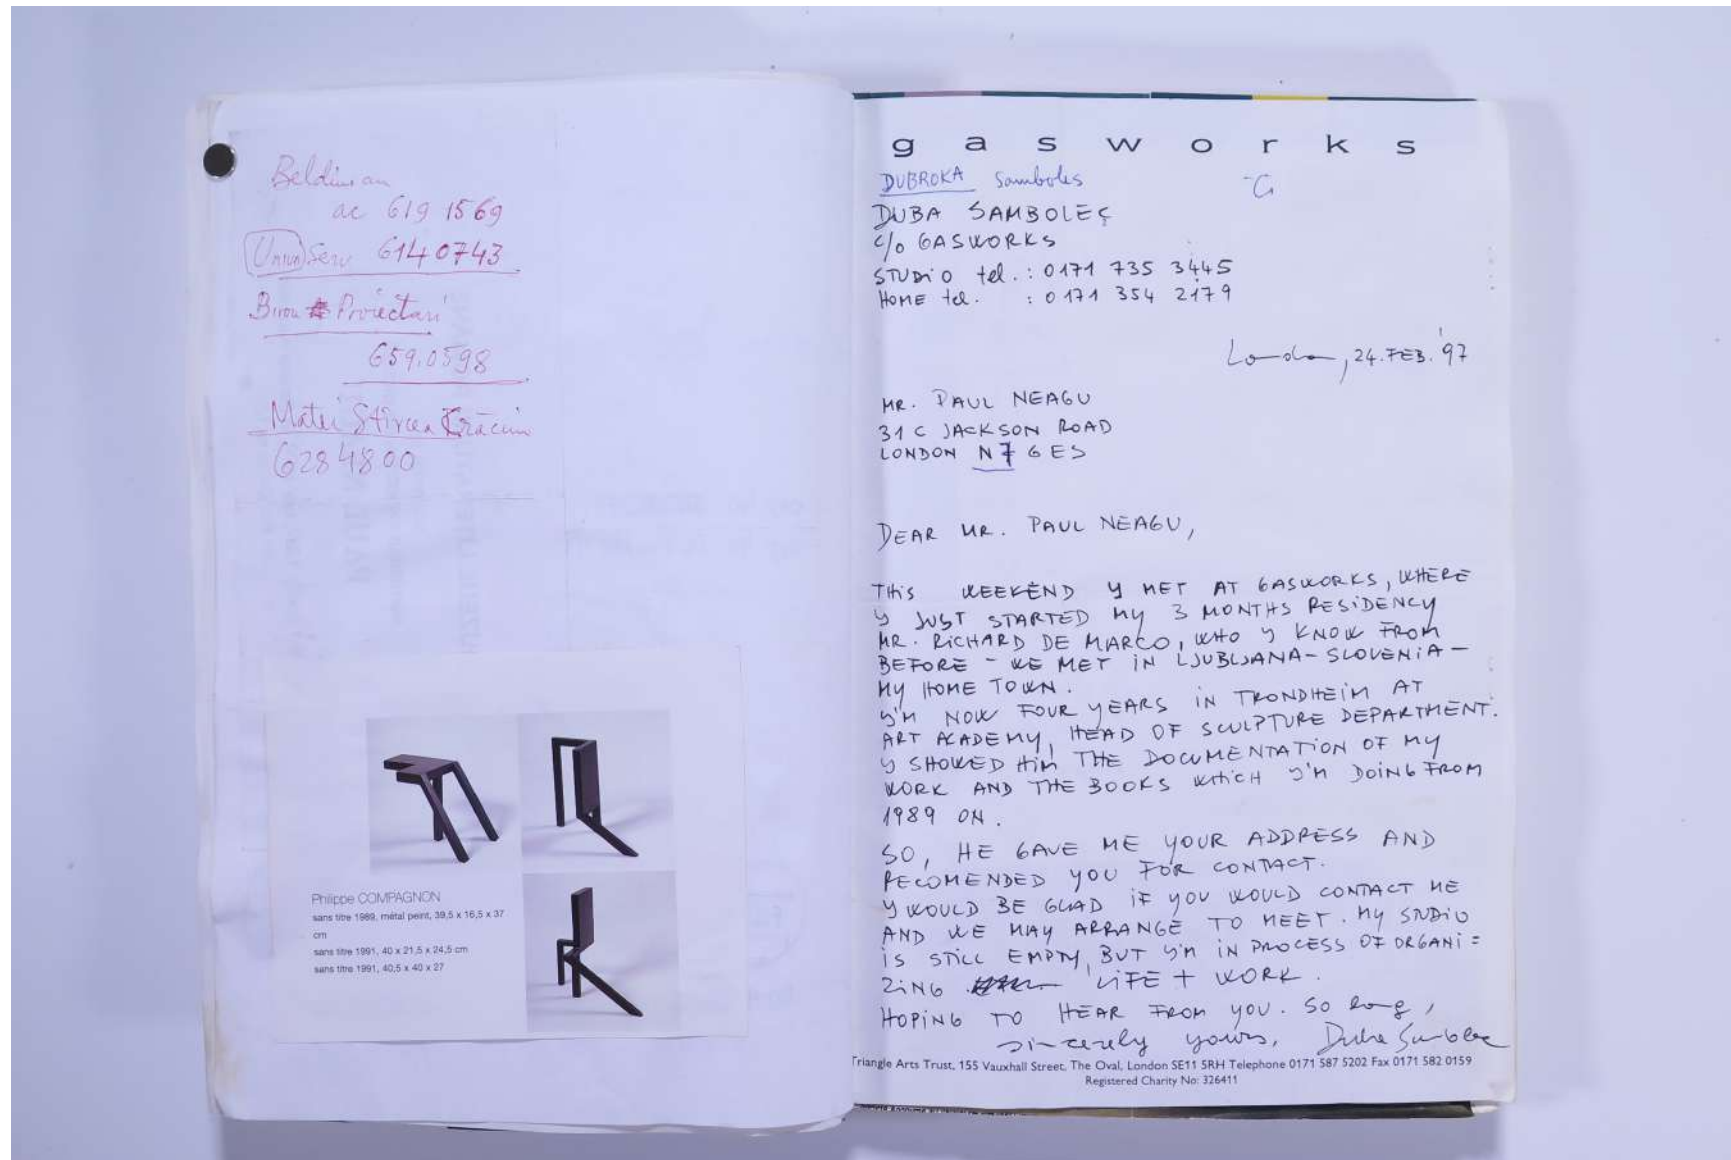 Beldiman
ac 619 1569
Union Serv 6140743
Birou Proiectari
659.0598
Matei Stircea Crăciun
6284800
Philippe COMPAGNON
sans titre 1989, métal peint, 39,5 x 16,5 x 37
cm
sans titre 1991, 40 x 21,5 x 24,5 cm
sans titre 1991, 40,5 x 40 x 27
gasworks
DUBROKA Samboles
DUBA SAMBOLEÇ
c/o GASWORKS
STUDIO tel.: 0171 735 3445
HOME tel. : 0171 354 2179
London, 24. FEB. '97
MR. PAUL NEAGU
31 C JACKSON ROAD
LONDON N7 6ES
DEAR MR. PAUL NEAGU,
THIS WEEKEND Y MET AT GASWORKS, WHERE
Y JUST STARTED MY 3 MONTHS RESIDENCY
MR. RICHARD DE MARCO, WHO Y KNOW FROM
BEFORE - WE MET IN LJUBLJANA - SLOVENIA -
MY HOME TOWN.
Y'M NOW FOUR YEARS IN TRONDHEIM AT
ART ACADEMY, HEAD OF SCULPTURE DEPARTMENT.
Y SHOWED HIM THE DOCUMENTATION OF MY
WORK AND THE BOOKS WHICH Y'M DOING FROM
1989 ON.
SO, HE GAVE ME YOUR ADDRESS AND
RECOMENDED YOU FOR CONTACT.
Y WOULD BE GLAD IF YOU WOULD CONTACT ME
AND WE MAY ARRANGE TO MEET. MY STUDIO
IS STILL EMPTY, BUT Y'M IN PROCESS OF ORGANI=
ZING LIFE + WORK.
HOPING TO HEAR FROM YOU. So long,
sincerely yours, Duba Sambolec
Triangle Arts Trust, 155 Vauxhall Street, The Oval, London SE11 5RH Telephone 0171 587 5202 Fax 0171 582 0159
Registered Charity No: 326411